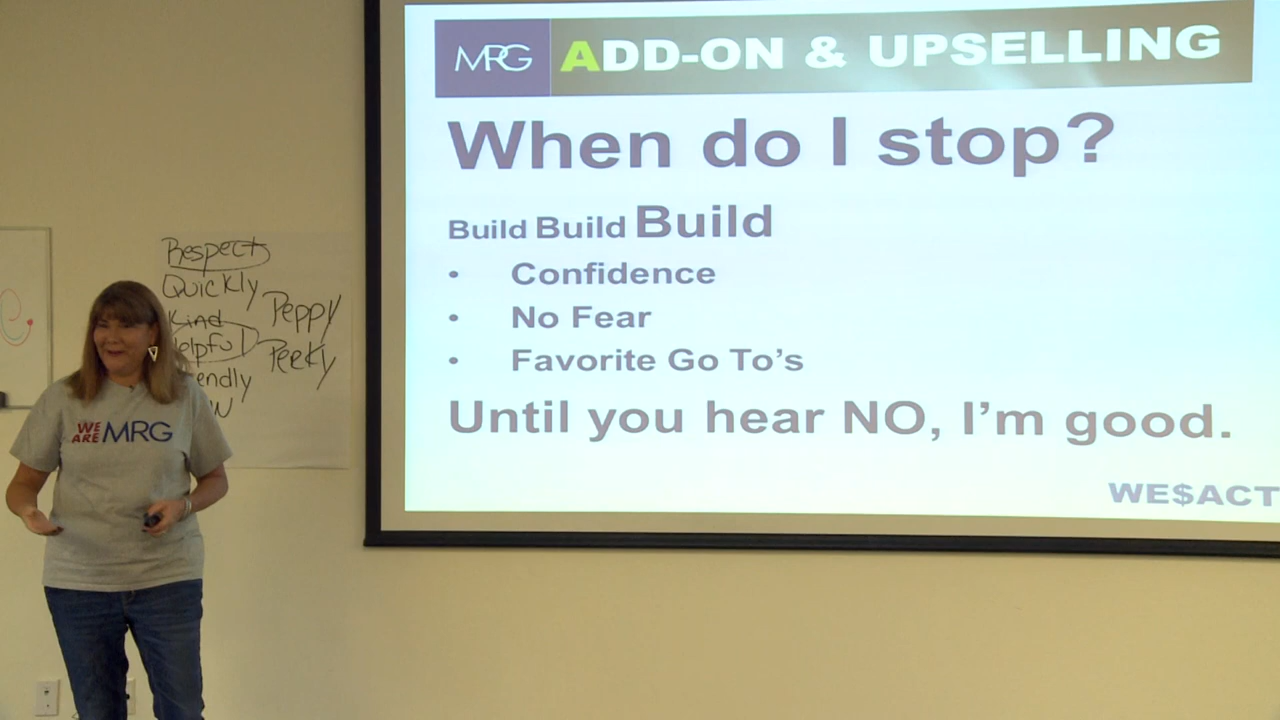 MRG
ADD-ON & UPSELLING
When do I stop?
Build Build Build
• Confidence
• No Fear
• Favorite Go To's
Until you hear NO, I'm good.
WE$ACT
Respect
Quickly
Kind
Peppy
Perky
WE ARE MRG